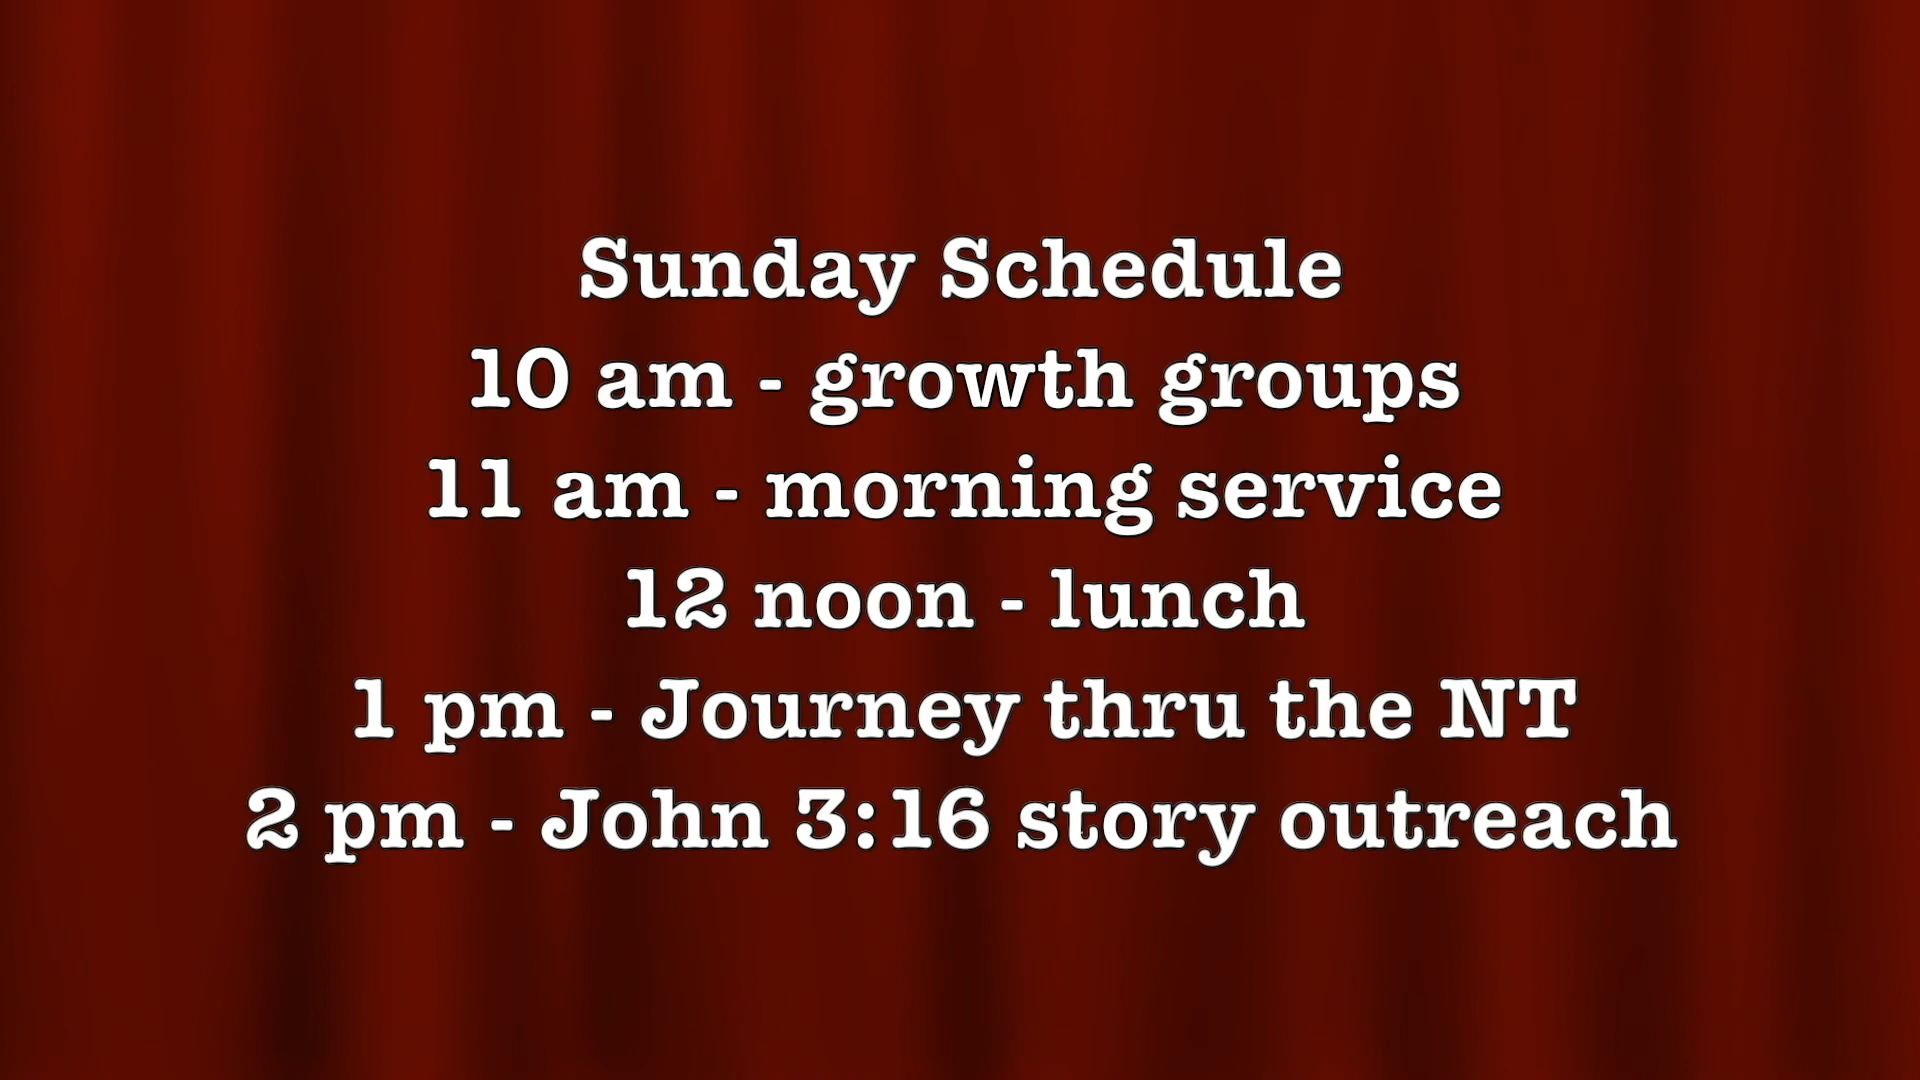 Sunday Schedule
10 am - growth groups
11 am - morning service
12 noon - lunch
1 pm - Journey thru the NT
2 pm - John 3:16 story outreach